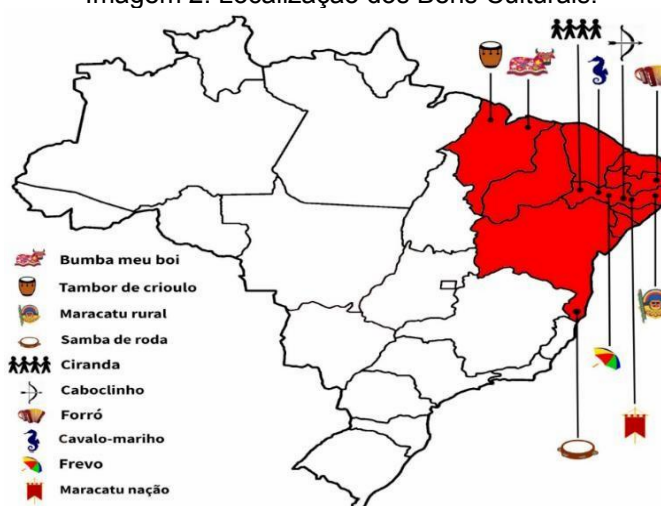 Imagem 2: Localização dos Bens Culturais.
Bumba meu boi
Tambor de crioulo
Maracatu rural
Samba de roda
Ciranda
Caboclinho
Forró
Cavalo-mariho
Frevo
Maracatu nação